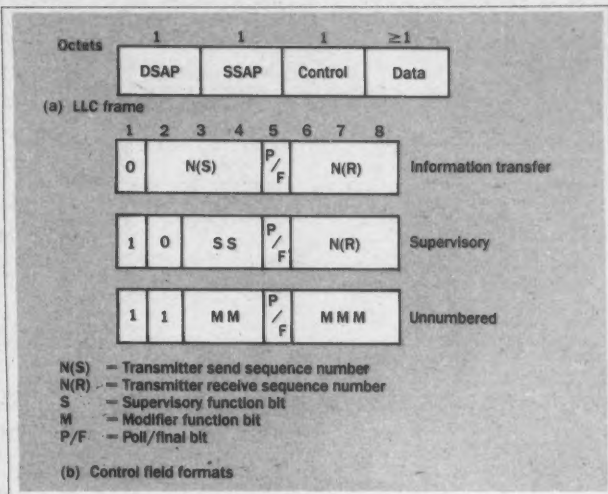 Octets 1 1 1 ≥1
DSAP SSAP Control Data
(a) LLC frame
1 2 3 4 5 6 7 8
0 N(S) P/F N(R) Information transfer
1 0 S S P/F N(R) Supervisory
1 1 M M P/F M M M Unnumbered
N(S) = Transmitter send sequence number
N(R) = Transmitter receive sequence number
S = Supervisory function bit
M = Modifier function bit
P/F = Poll/final bit
(b) Control field formats